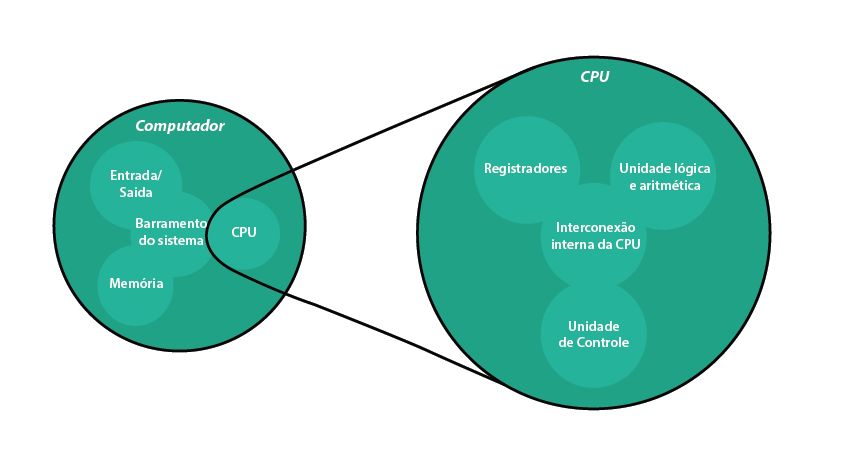 Computador
Entrada/
Saida
Barramento
do sistema
CPU
Memória
CPU
Registradores
Unidade lógica
e aritmética
Interconexão
interna da CPU
Unidade
de Controle